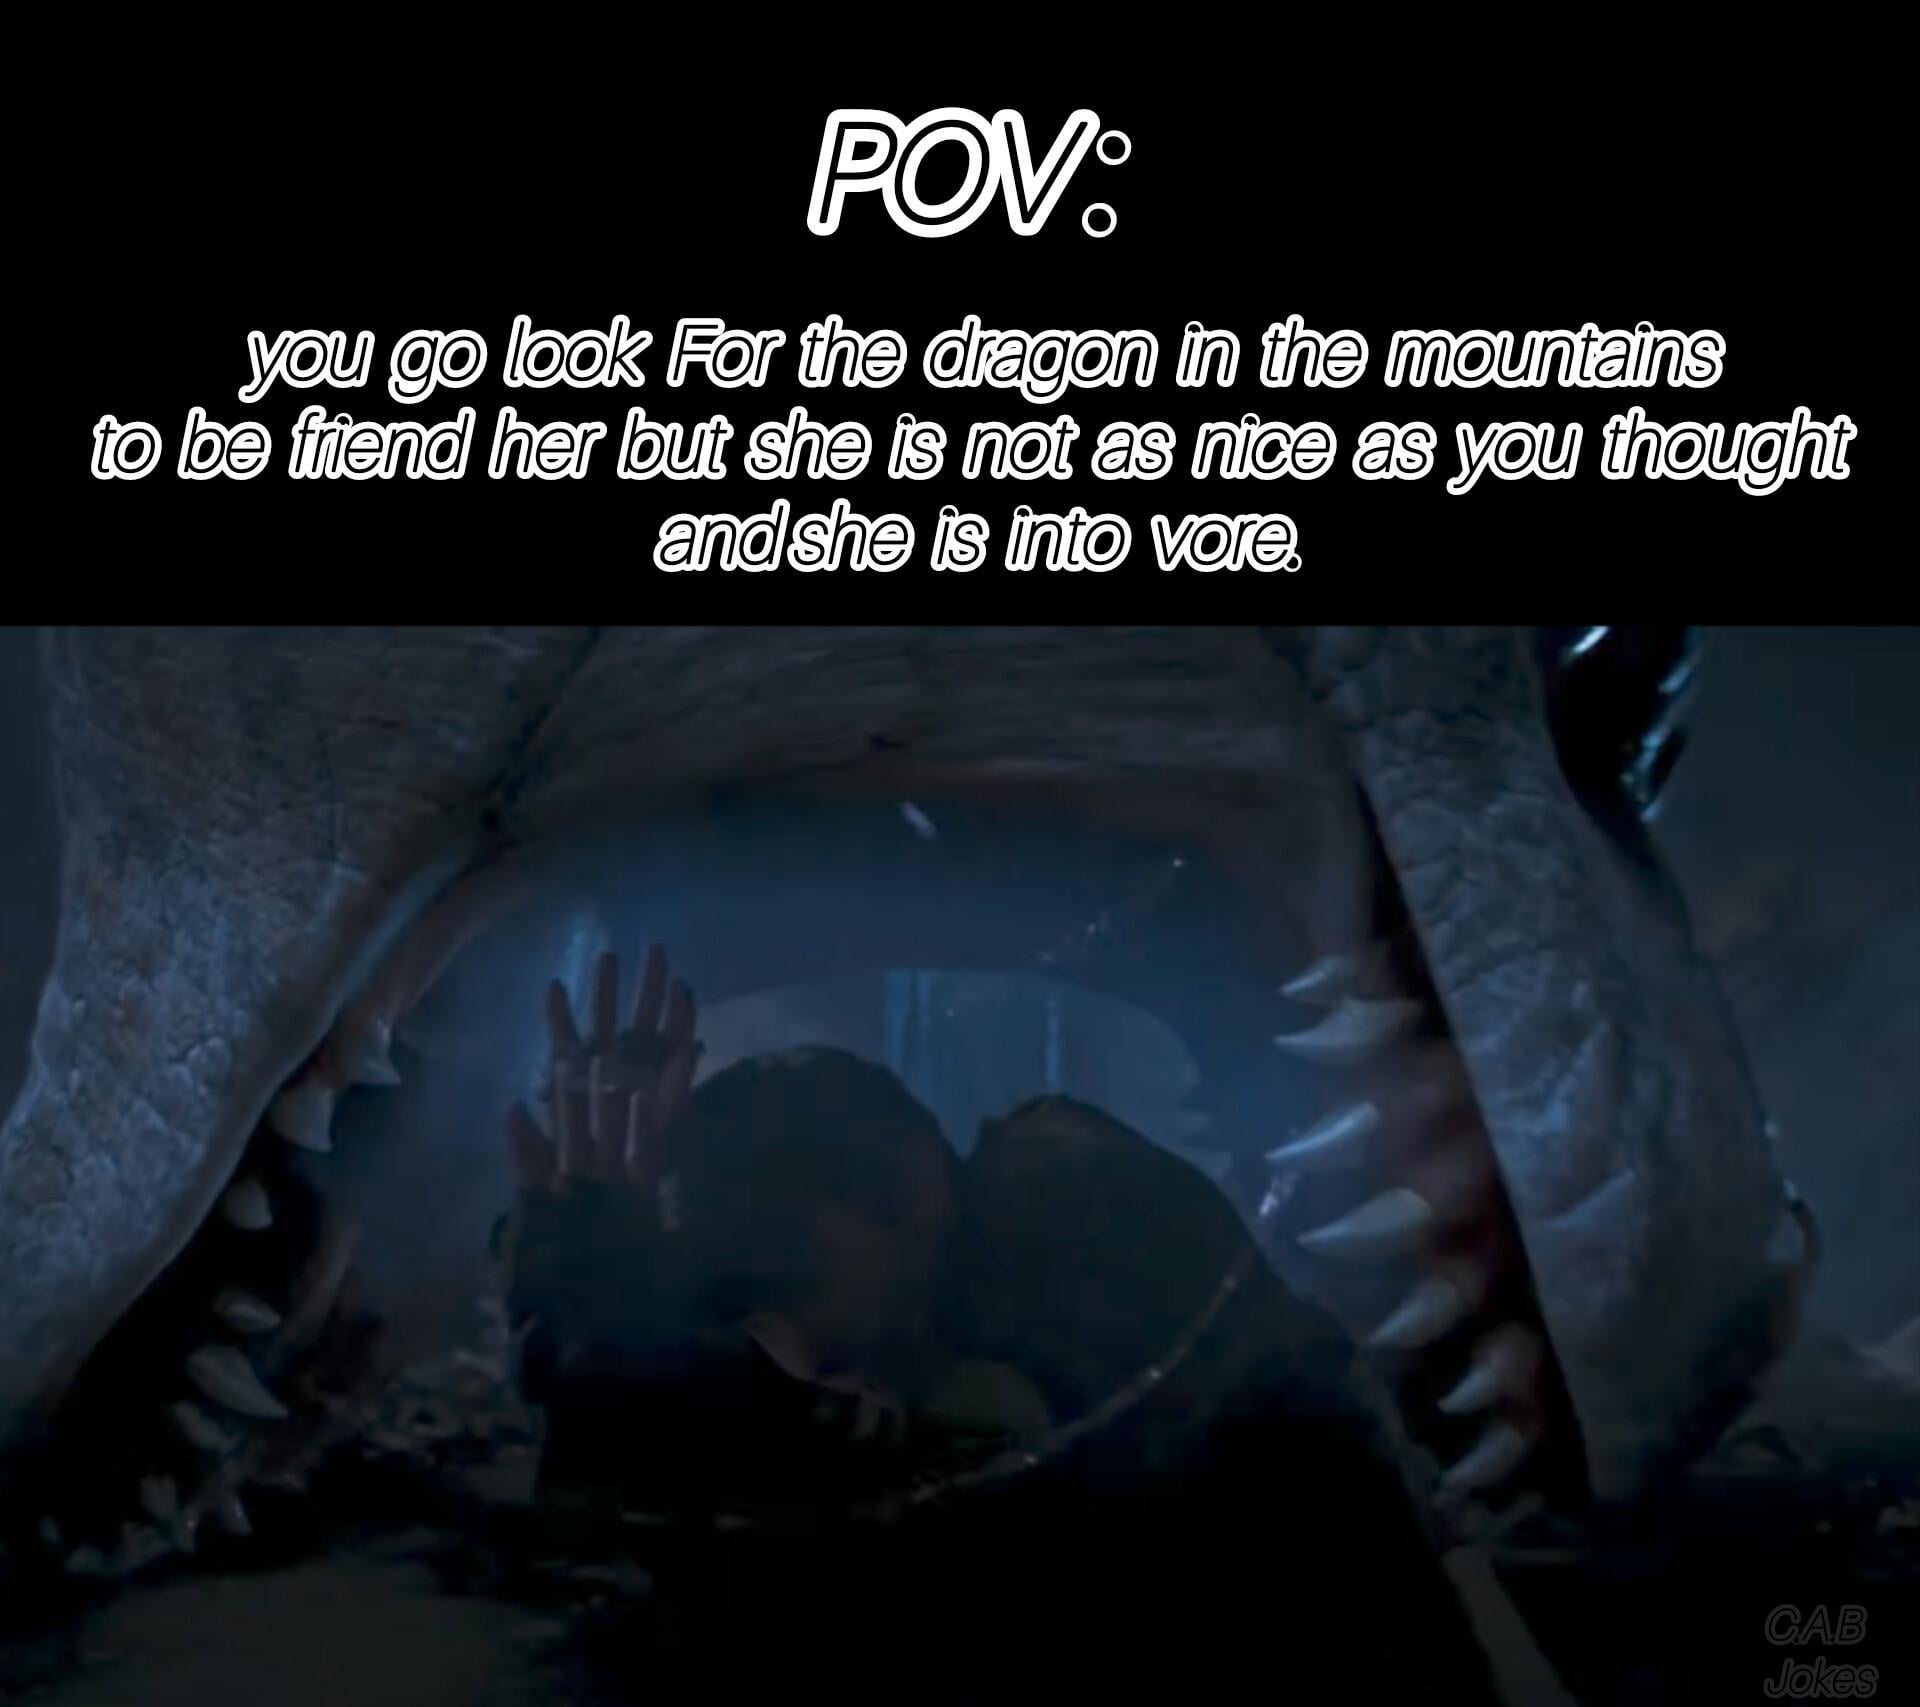 POV:
you go look For the dragon in the mountains
to be friend her but she is not as nice as you thought
and she is into vore.
C.A.B
Jokes